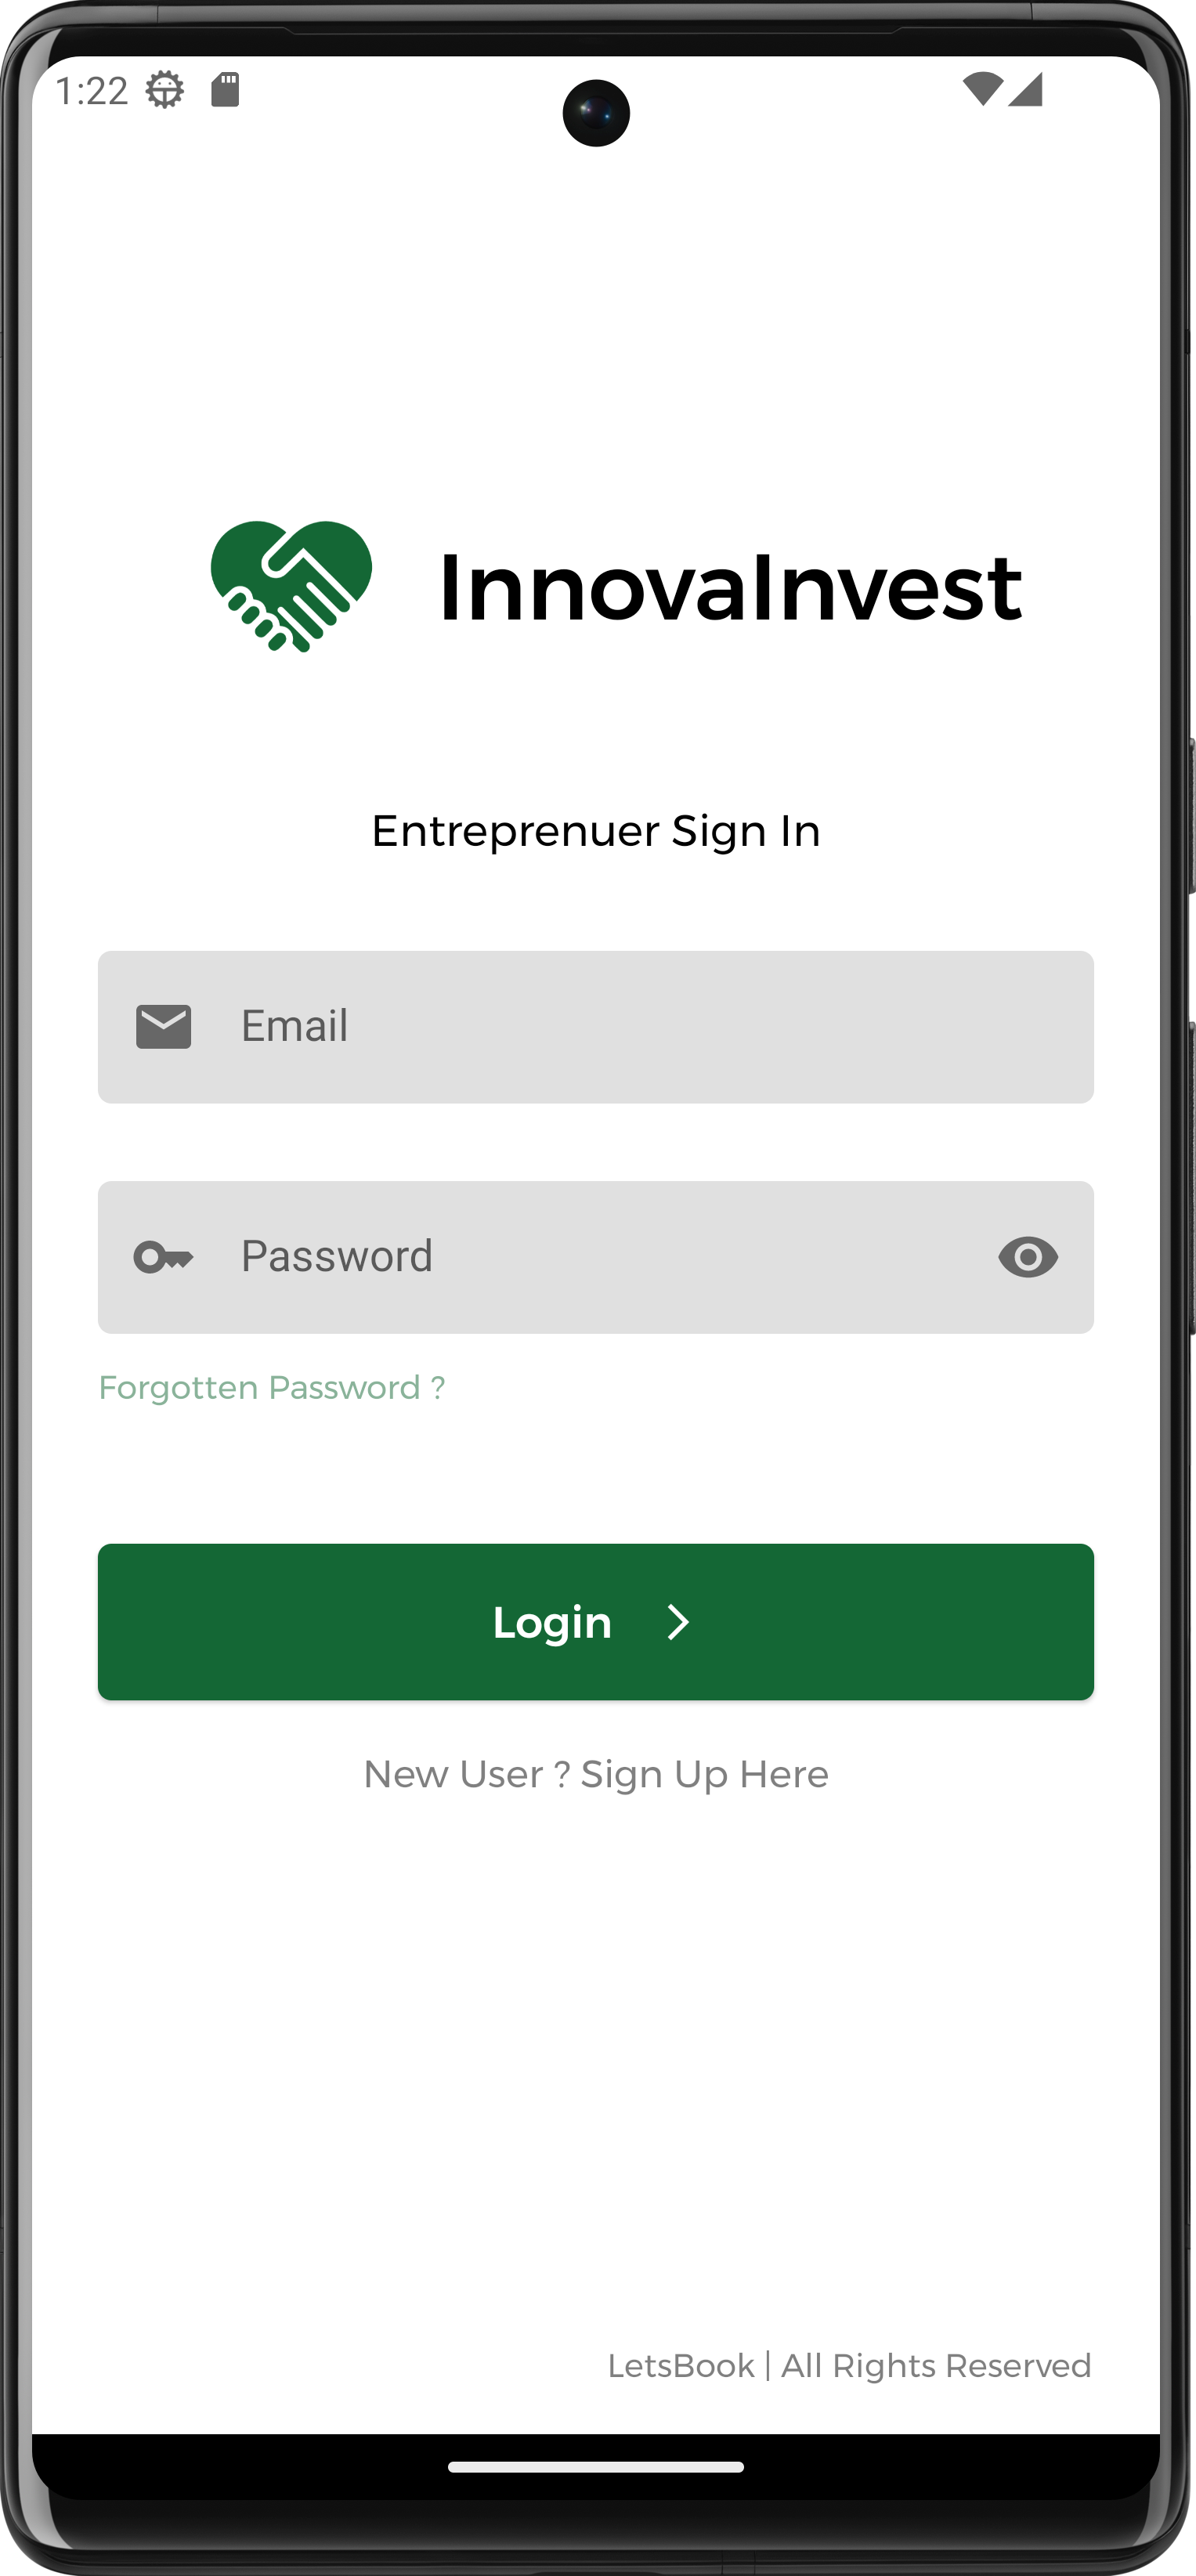 1:22
InnovaInvest
Entreprenuer Sign In
Email
Password
Forgotten Password ?
Login
New User ? Sign Up Here
LetsBook | All Rights Reserved